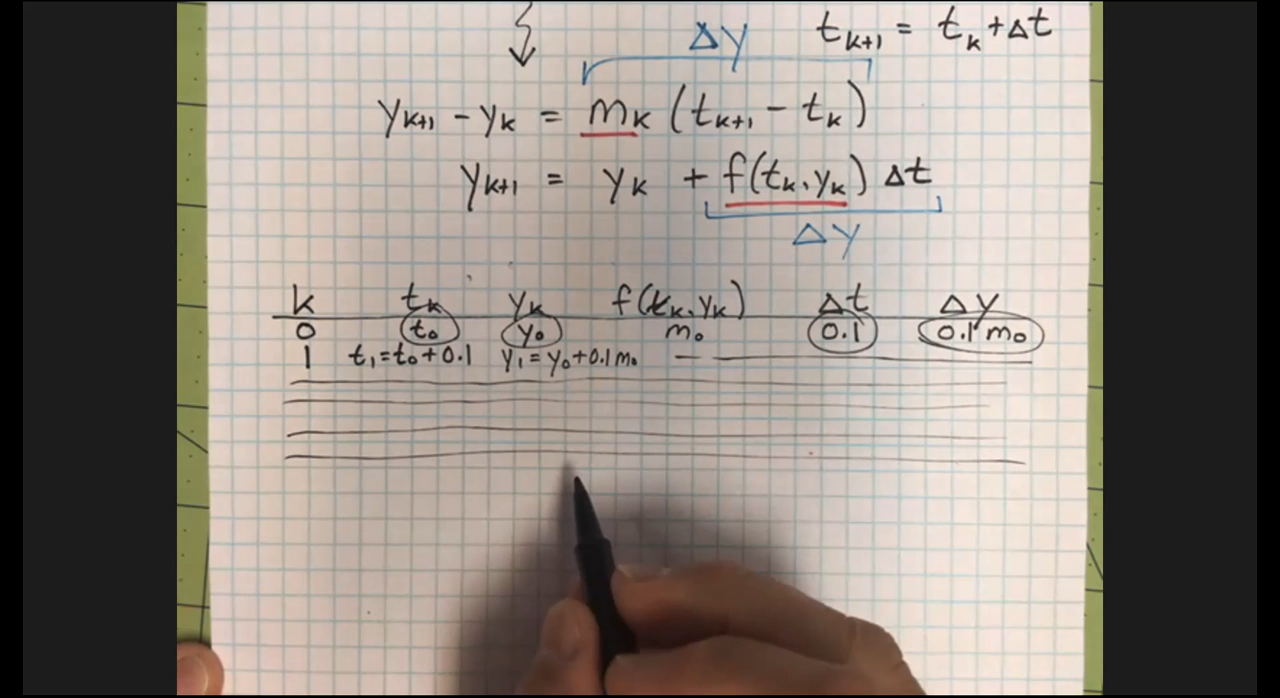 Δy t_{k+1} = t_k + Δt
y_{k+1} - y_k = m_k (t_{k+1} - t_k)
y_{k+1} = y_k + f(t_k, y_k) Δt
Δy
k t_k y_k f(t_k, y_k) Δt Δy
0 t_0 y_0 m_0 0.1 0.1 m_0
1 t_1 = t_0 + 0.1 y_1 = y_0 + 0.1 m_0